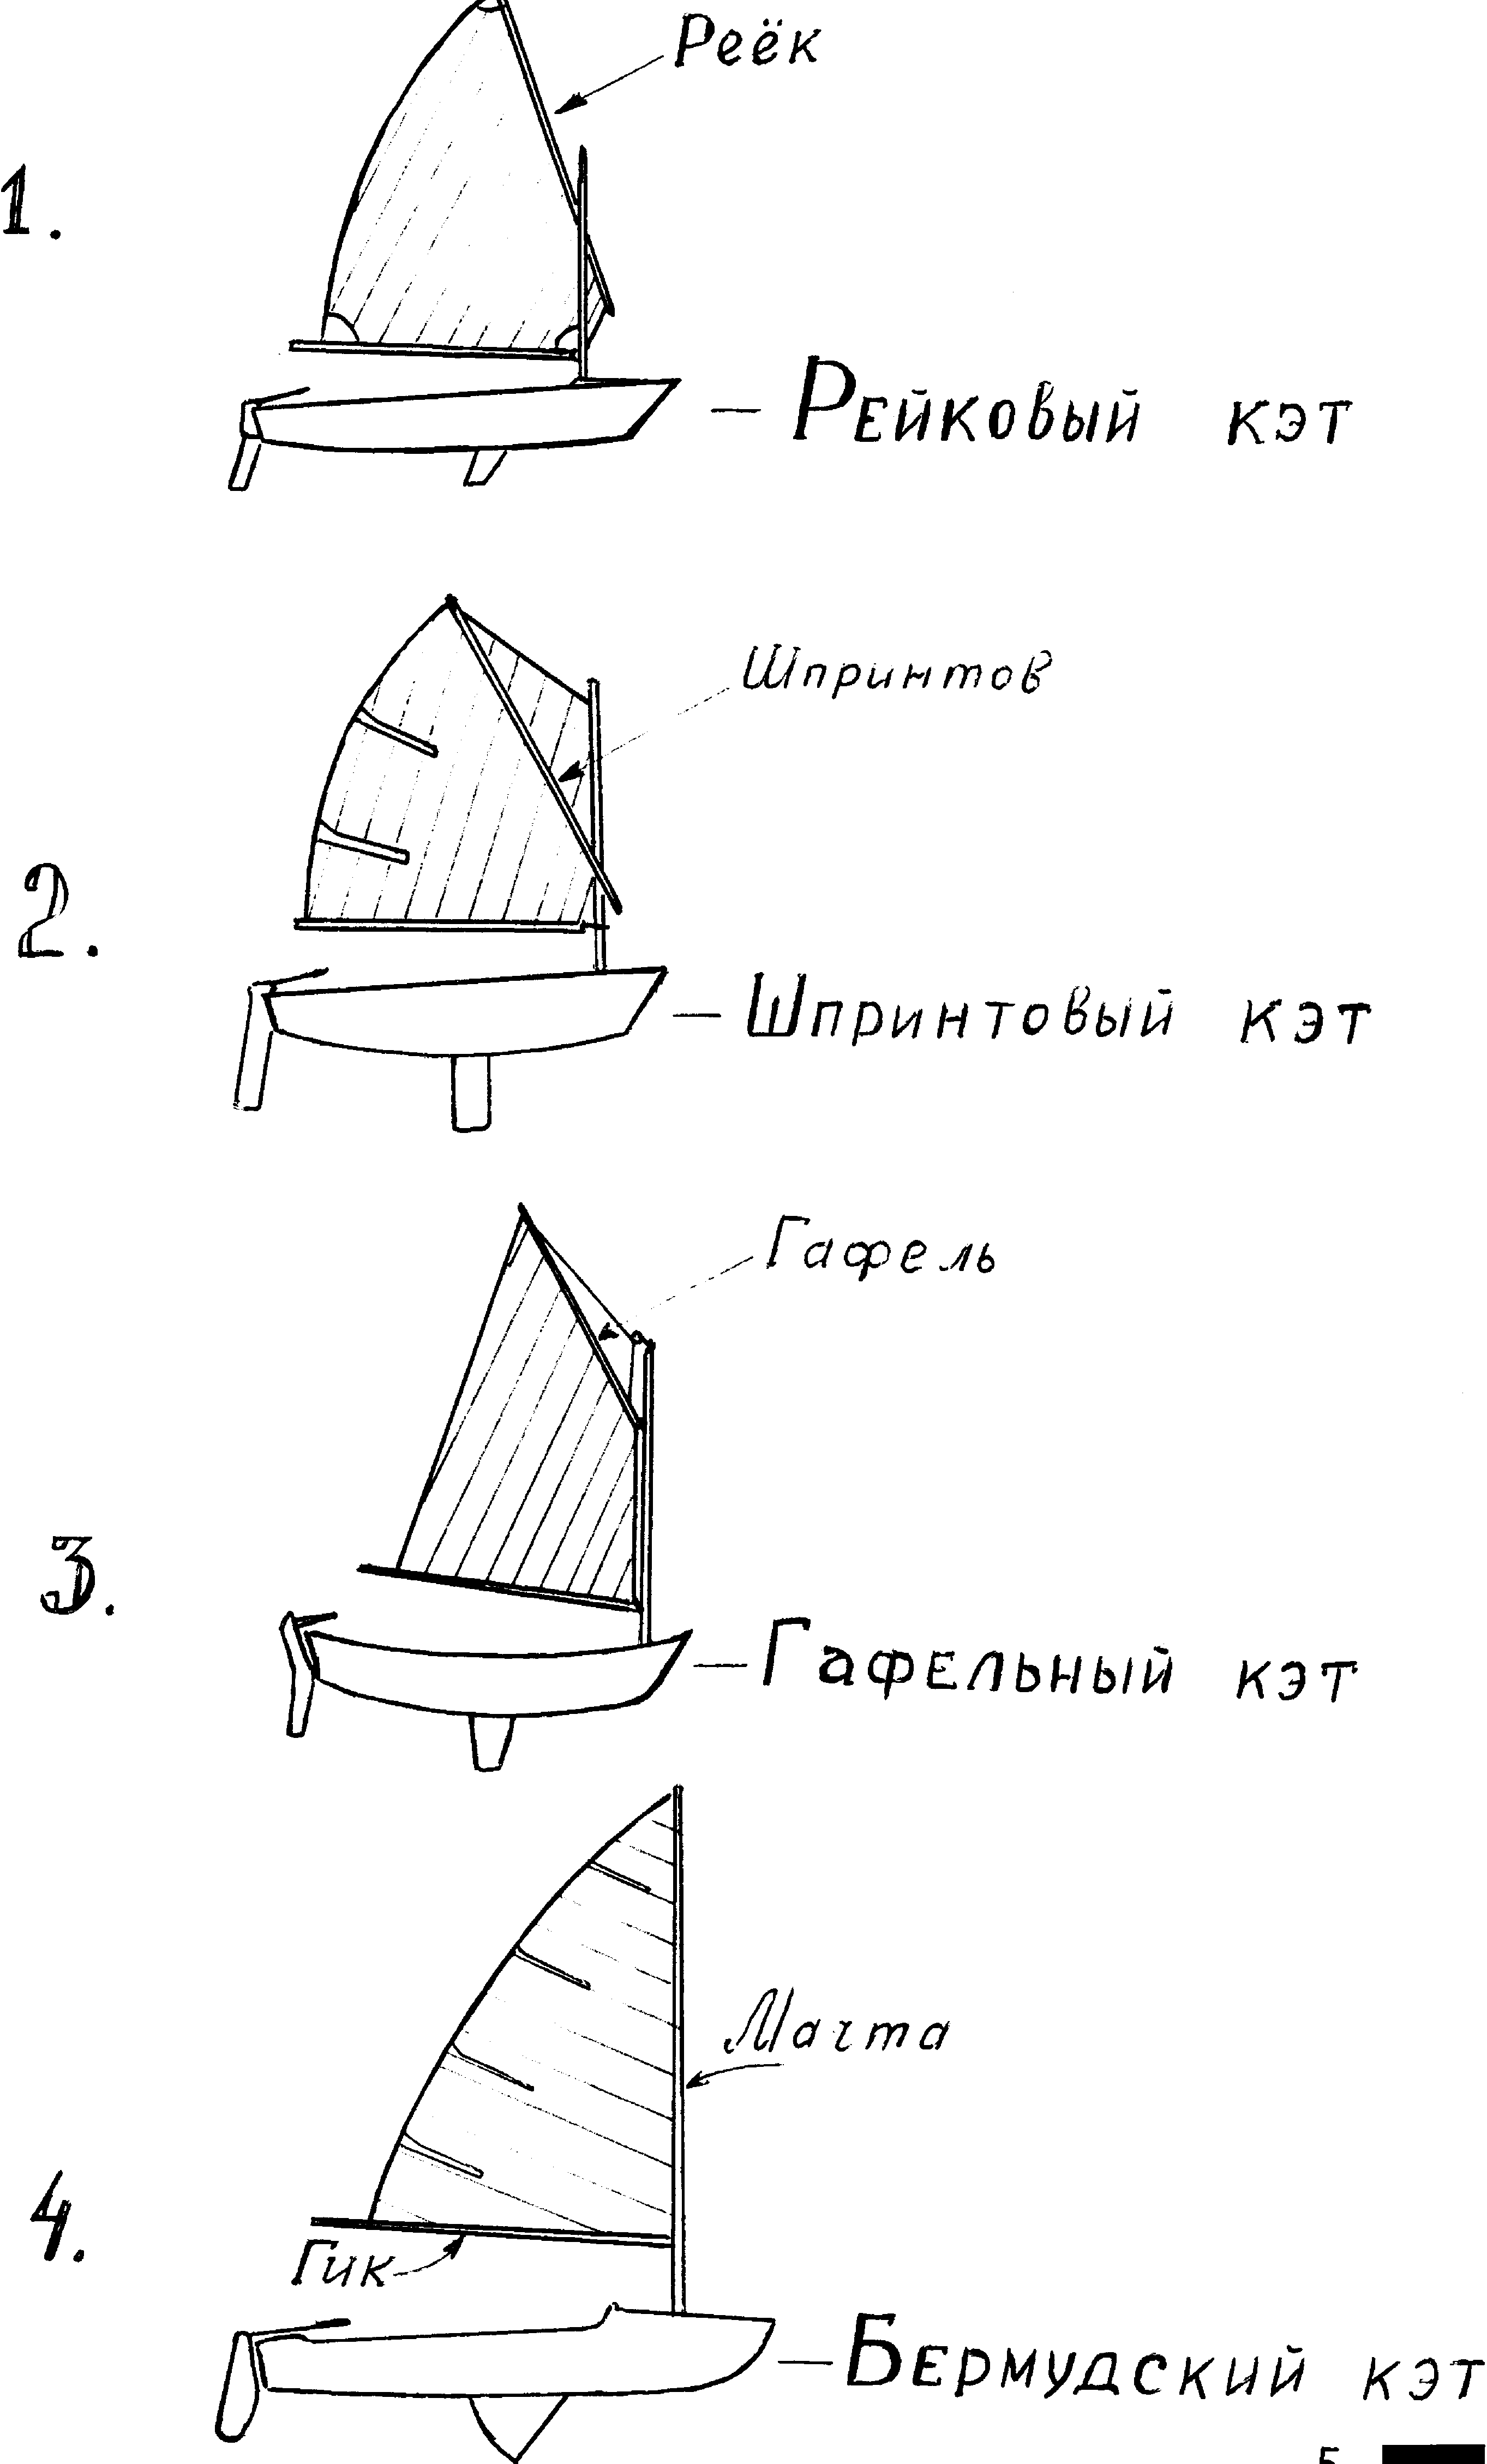 Реёк
1.
— Рейковый кэт
Шпринтов
2.
— Шпринтовый кэт
Гафель
3.
— Гафельный кэт
Мачта
4.
Гик
— Бермудский кэт
5